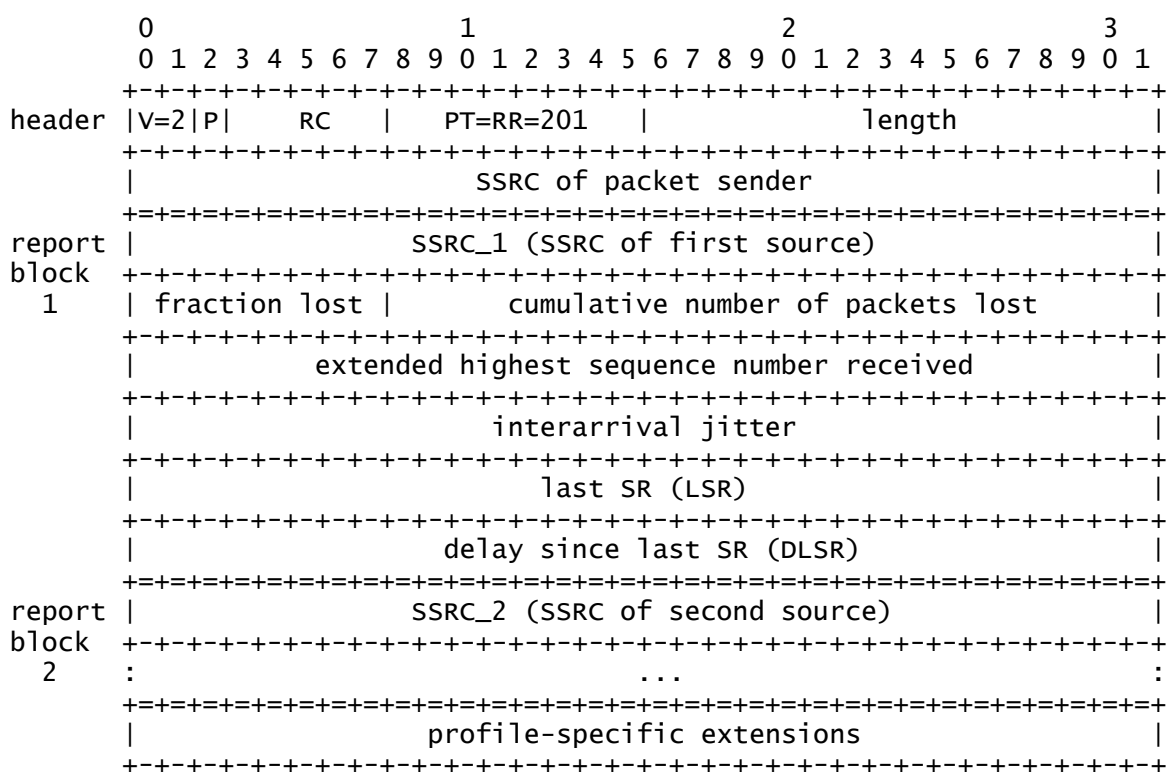 0                   1                   2                   3
        0 1 2 3 4 5 6 7 8 9 0 1 2 3 4 5 6 7 8 9 0 1 2 3 4 5 6 7 8 9 0 1
       +-+-+-+-+-+-+-+-+-+-+-+-+-+-+-+-+-+-+-+-+-+-+-+-+-+-+-+-+-+-+-+-+
header |V=2|P|    RC   |   PT=RR=201   |             length            |
       +-+-+-+-+-+-+-+-+-+-+-+-+-+-+-+-+-+-+-+-+-+-+-+-+-+-+-+-+-+-+-+-+
       |                     SSRC of packet sender                     |
       +=+=+=+=+=+=+=+=+=+=+=+=+=+=+=+=+=+=+=+=+=+=+=+=+=+=+=+=+=+=+=+=+
report |                 SSRC_1 (SSRC of first source)                 |
block  +-+-+-+-+-+-+-+-+-+-+-+-+-+-+-+-+-+-+-+-+-+-+-+-+-+-+-+-+-+-+-+-+
  1    | fraction lost |       cumulative number of packets lost       |
       +-+-+-+-+-+-+-+-+-+-+-+-+-+-+-+-+-+-+-+-+-+-+-+-+-+-+-+-+-+-+-+-+
       |           extended highest sequence number received           |
       +-+-+-+-+-+-+-+-+-+-+-+-+-+-+-+-+-+-+-+-+-+-+-+-+-+-+-+-+-+-+-+-+
       |                      interarrival jitter                      |
       +-+-+-+-+-+-+-+-+-+-+-+-+-+-+-+-+-+-+-+-+-+-+-+-+-+-+-+-+-+-+-+-+
       |                         last SR (LSR)                         |
       +-+-+-+-+-+-+-+-+-+-+-+-+-+-+-+-+-+-+-+-+-+-+-+-+-+-+-+-+-+-+-+-+
       |                   delay since last SR (DLSR)                  |
       +=+=+=+=+=+=+=+=+=+=+=+=+=+=+=+=+=+=+=+=+=+=+=+=+=+=+=+=+=+=+=+=+
report |                 SSRC_2 (SSRC of second source)                |
block  +-+-+-+-+-+-+-+-+-+-+-+-+-+-+-+-+-+-+-+-+-+-+-+-+-+-+-+-+-+-+-+-+
  2    :                               ...                             :
       +=+=+=+=+=+=+=+=+=+=+=+=+=+=+=+=+=+=+=+=+=+=+=+=+=+=+=+=+=+=+=+=+
       |                  profile-specific extensions                  |
       +-+-+-+-+-+-+-+-+-+-+-+-+-+-+-+-+-+-+-+-+-+-+-+-+-+-+-+-+-+-+-+-+